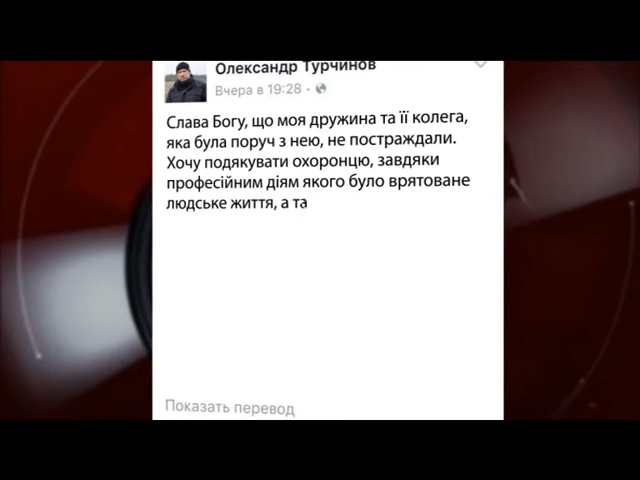 Олександр Турчинов
Вчера в 19:28 ·
Слава Богу, що моя дружина та її колега,
яка була поруч з нею, не постраждали.
Хочу подякувати охоронцю, завдяки
професійним діям якого було врятоване
людське життя, а та
Показать перевод